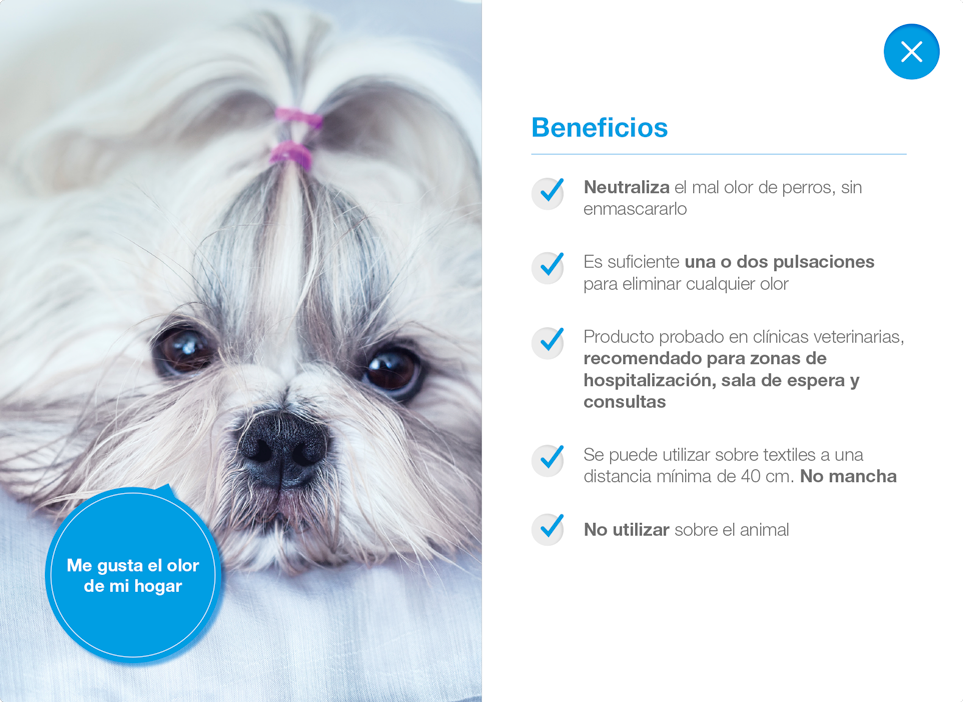 Beneficios
Neutraliza el mal olor de perros, sin
enmascararlo
Es suficiente una o dos pulsaciones
para eliminar cualquier olor
Producto probado en clínicas veterinarias,
recomendado para zonas de
hospitalización, sala de espera y
consultas
Se puede utilizar sobre textiles a una
distancia mínima de 40 cm. No mancha
No utilizar sobre el animal
Me gusta el olor
de mi hogar